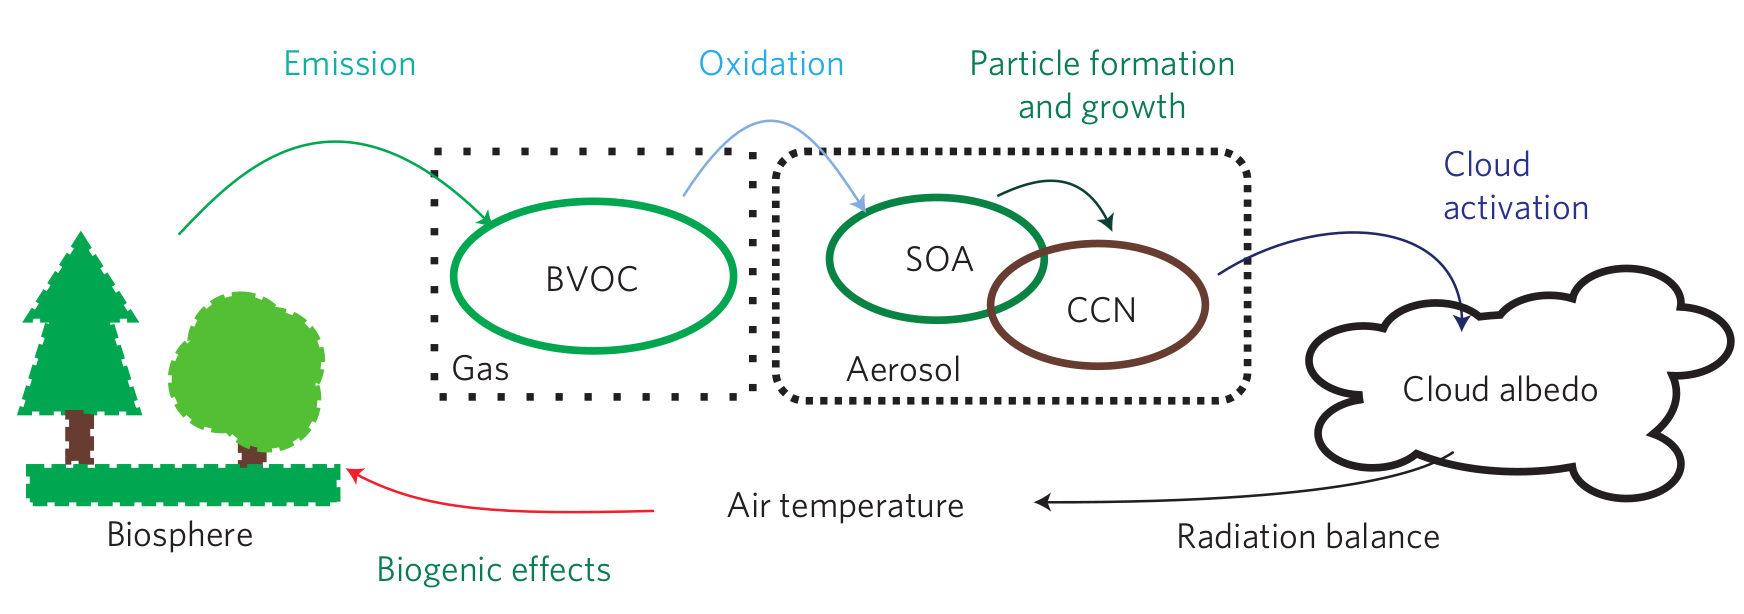 Emission
Oxidation
Particle formation
and growth
Cloud
activation
BVOC
Gas
SOA
CCN
Aerosol
Cloud albedo
Air temperature
Radiation balance
Biosphere
Biogenic effects